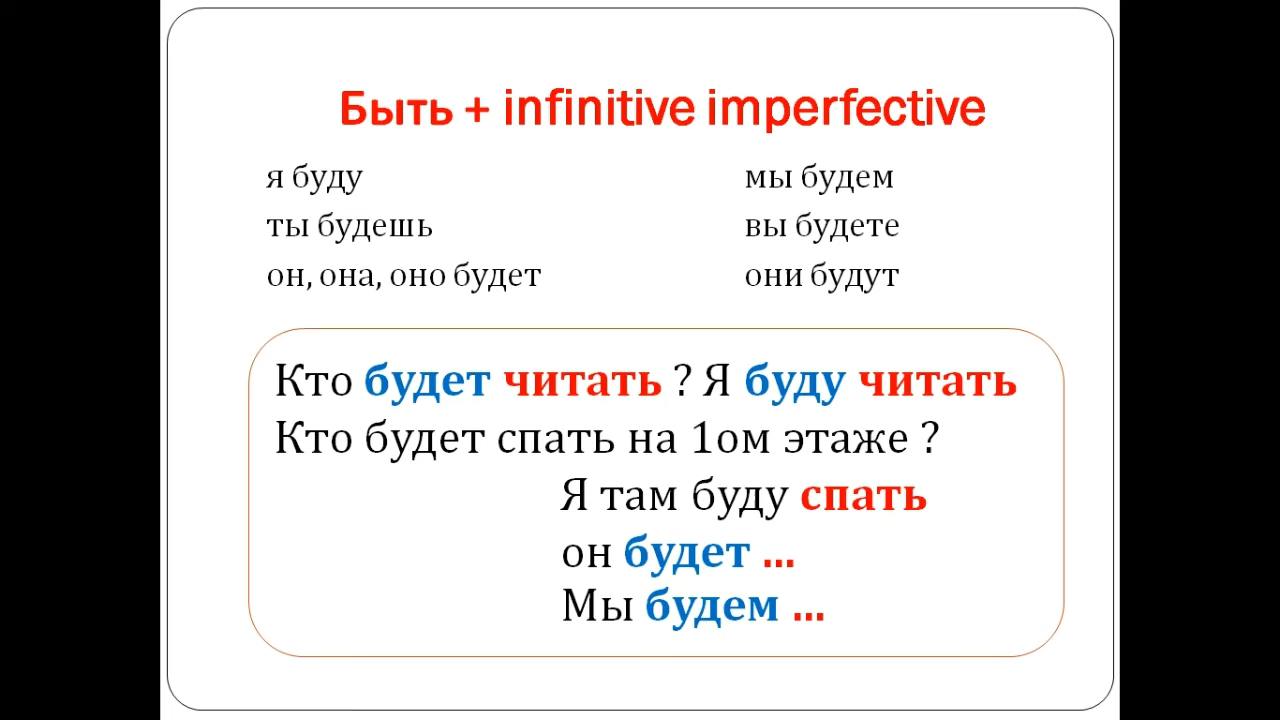 Быть + infinitive imperfective
я буду
ты будешь
он, она, оно будет
мы будем
вы будете
они будут
Кто будет читать ? Я буду читать
Кто будет спать на 1ом этаже ?
Я там буду спать
он будет ...
Мы будем ...